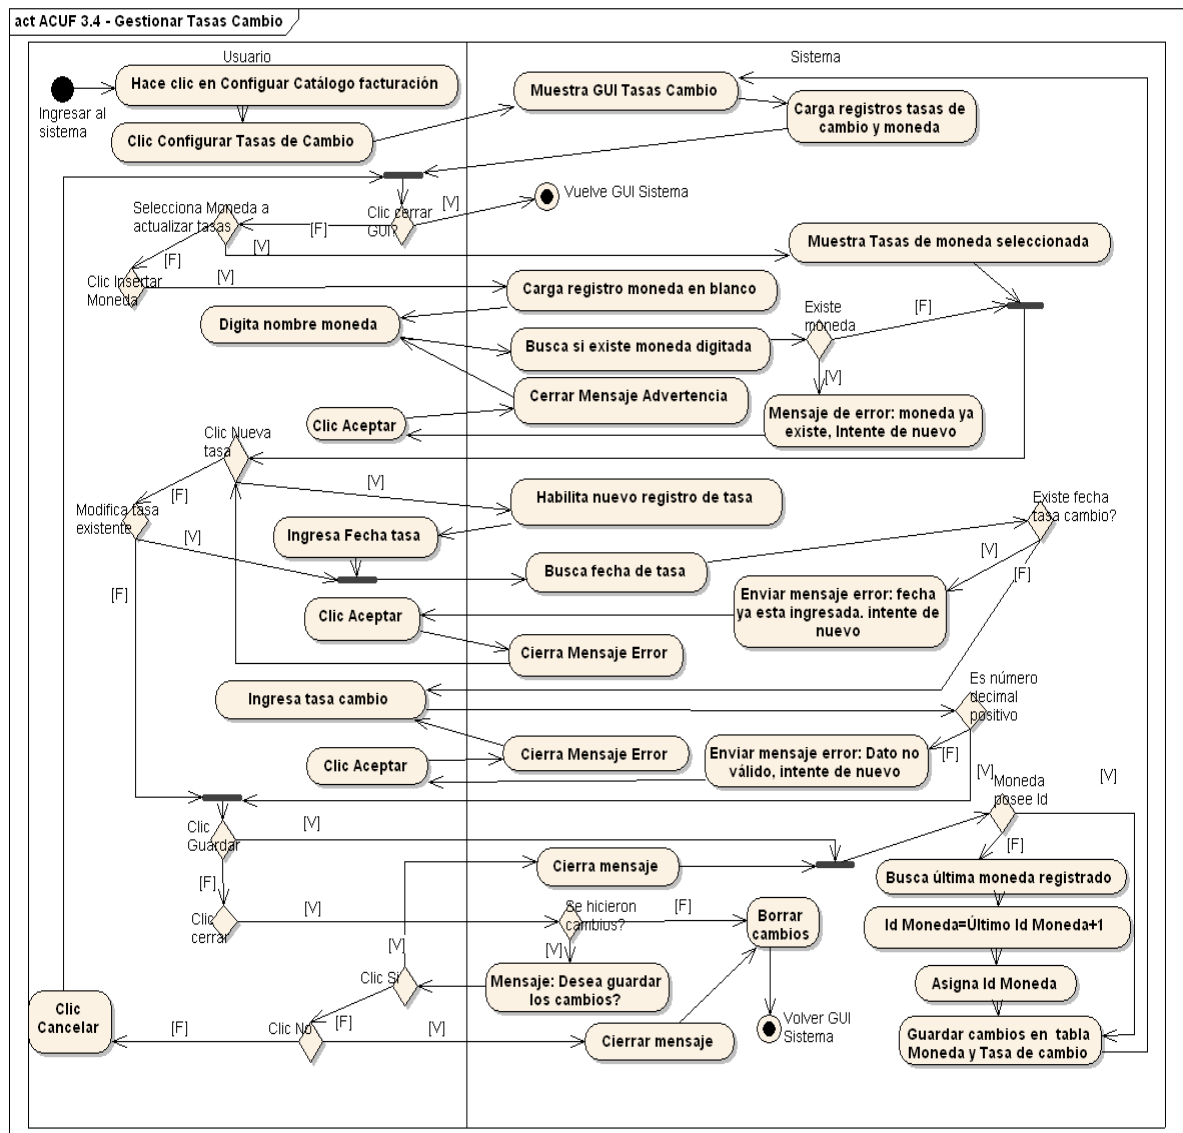 act ACUF 3.4 - Gestionar Tasas Cambio
Usuario
Sistema
Ingresar al
sistema
Hace clic en Configuar Catálogo facturación
Clic Configurar Tasas de Cambio
Muestra GUI Tasas Cambio
Carga registros tasas de
cambio y moneda
Vuelve GUI Sistema
[V]
Clic cerrar
GUI?
[F]
Selecciona Moneda a
actualizar tasas
[V]
[F]
Muestra Tasas de moneda seleccionada
Clic Insertar
Moneda
[V]
Carga registro moneda en blanco
Digita nombre moneda
Busca si existe moneda digitada
Existe
moneda
[F]
[V]
Cerrar Mensaje Advertencia
Clic Aceptar
Mensaje de error: moneda ya
existe, Intente de nuevo
Clic Nueva
tasa
[V]
[F]
Habilita nuevo registro de tasa
Modifica tasa
existente
[V]
[F]
Ingresa Fecha tasa
Busca fecha de tasa
Existe fecha
tasa cambio?
[V]
[F]
Enviar mensaje error: fecha
ya esta ingresada. intente de
nuevo
Clic Aceptar
Cierra Mensaje Error
Ingresa tasa cambio
Es número
decimal
positivo
[F]
[V]
Enviar mensaje error: Dato no
válido, intente de nuevo
Cierra Mensaje Error
Clic Aceptar
Moneda
posee Id
[V]
[F]
Clic
Guardar
[V]
[F]
Cierra mensaje
Busca última moneda registrado
Id Moneda=Último Id Moneda+1
Asigna Id Moneda
Guardar cambios en tabla
Moneda y Tasa de cambio
Clic
cerrar
[V]
Se hicieron
cambios?
[F]
[V]
Borrar
cambios
Mensaje: Desea guardar
los cambios?
Clic Si
[V]
[F]
Clic No
[V]
[F]
Clic
Cancelar
Cierrar mensaje
Volver GUI
Sistema